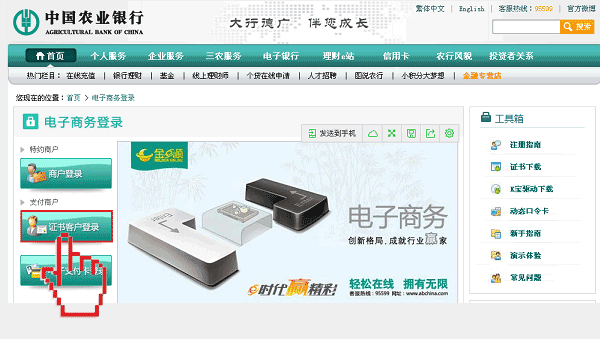 繁体中文 | English | 客服热线：95599 | 官方微博
中国农业银行
AGRICULTURAL BANK OF CHINA
大行德广 · 伴您成长
搜索
首页 个人服务 企业服务 三农服务 电子银行 理财e站 信用卡 农行风貌 投资者关系
热门栏目： 在线充值 | 银行理财 | 基金 | 线上理财师 | 个贷在线申请 | 人才招聘 | 图说农行 | 小积分大梦想 | 金融专营店
您现在的位置：首页 > 电子商务登录
电子商务登录
发送到手机
特约商户
商户登录
支付商户
证书客户登录
支付卡
电子商务
创新格局，成就行业赢家
e时代 赢精彩
轻松在线 拥有无限
客服热线：95599 网址：www.abchina.com
工具箱
注册指南
证书下载
K宝驱动下载
动态口令卡
新手指南
演示体验
常见问题